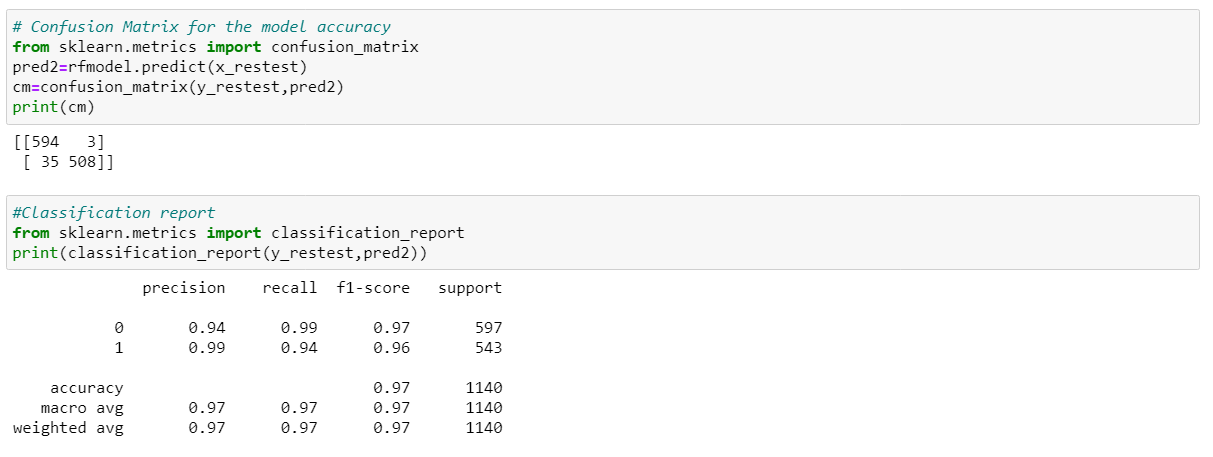 # Confusion Matrix for the model accuracy
from sklearn.metrics import confusion_matrix
pred2=rfmodel.predict(x_restest)
cm=confusion_matrix(y_restest,pred2)
print(cm)
[[594   3]
 [ 35 508]]
#Classification report
from sklearn.metrics import classification_report
print(classification_report(y_restest,pred2))
              precision    recall  f1-score   support
           0       0.94      0.99      0.97       597
           1       0.99      0.94      0.96       543
    accuracy                           0.97      1140
   macro avg       0.97      0.97      0.97      1140
weighted avg       0.97      0.97      0.97      1140